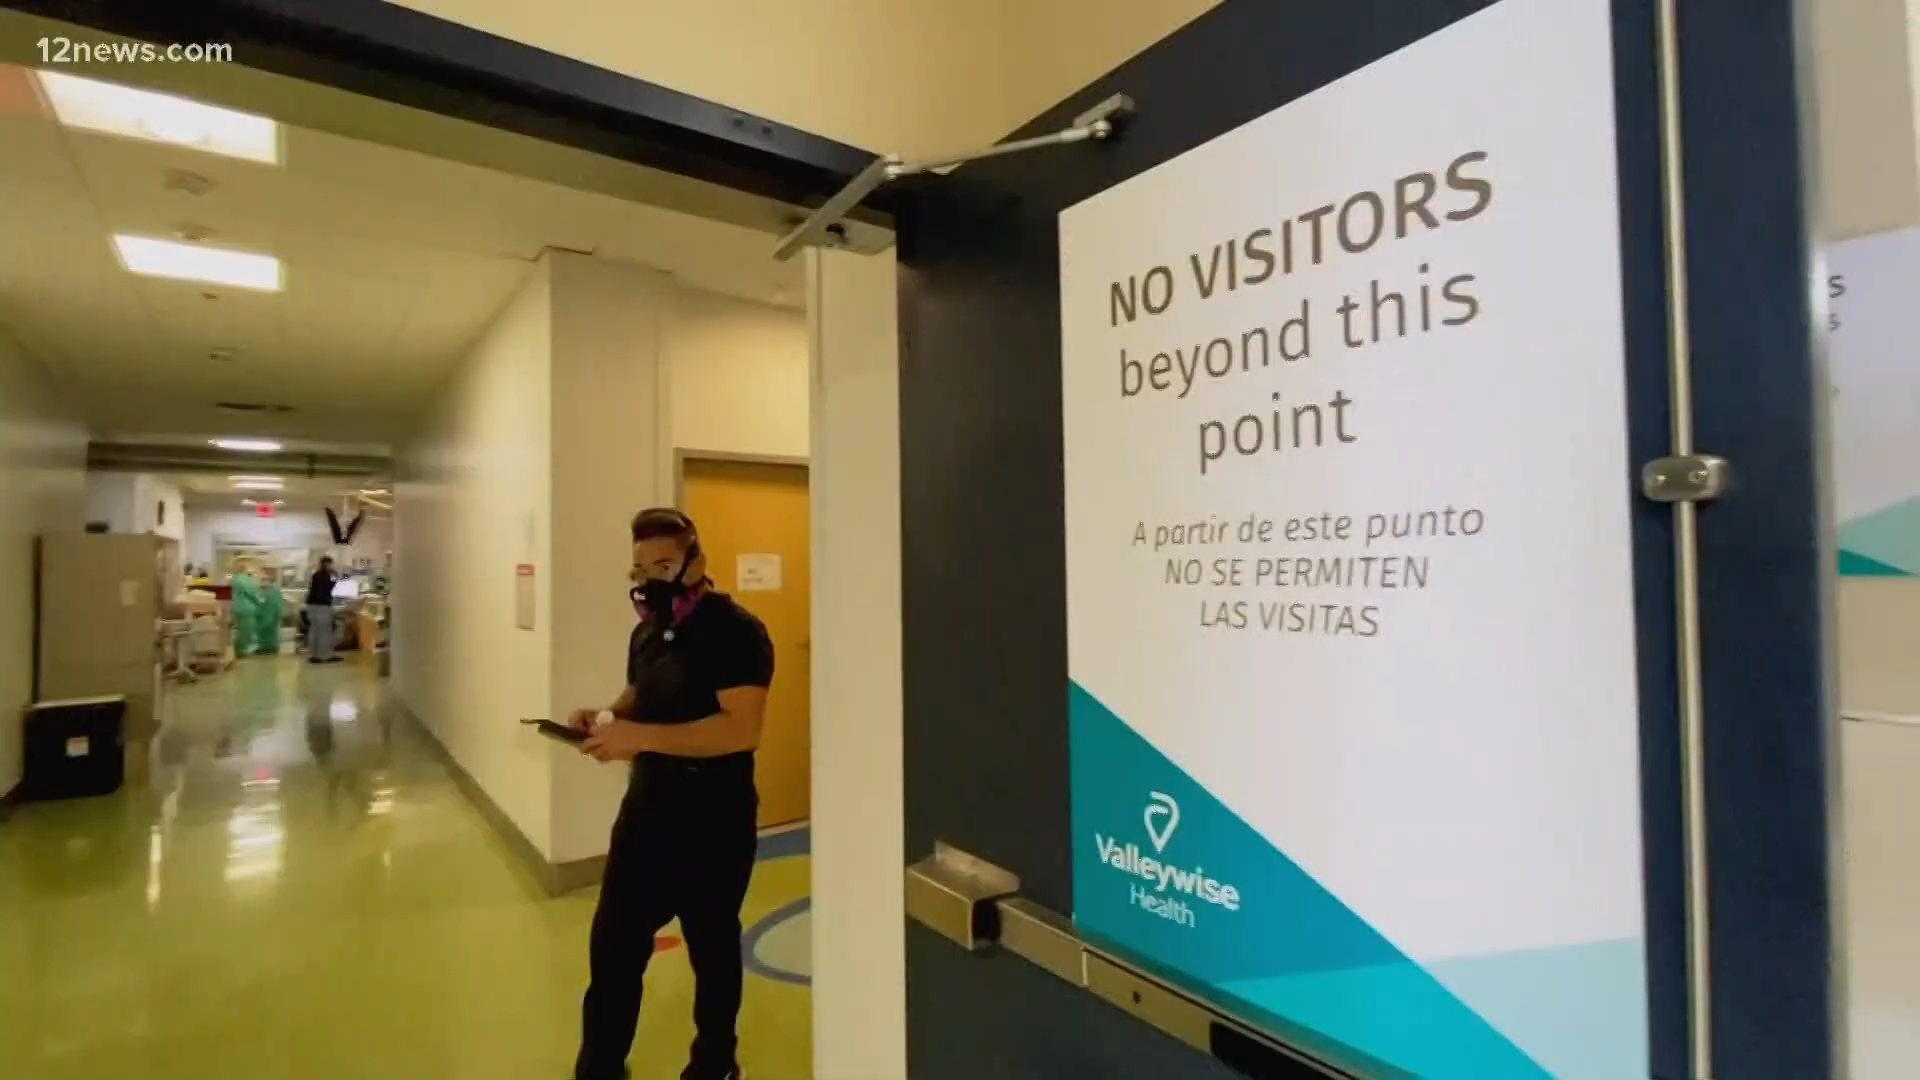 12news.com
NO VISITORS
beyond this
point
A partir de este punto
NO SE PERMITEN
LAS VISITAS
Valleywise
Health